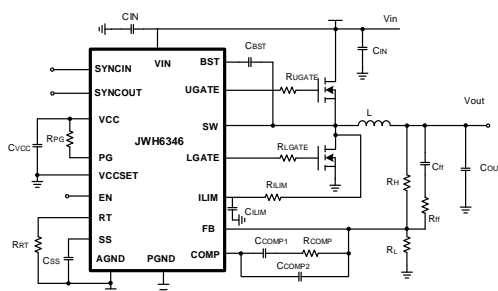 CIN
Vin
VIN
CIN
BST
CBST
SYNCIN
UGATE
RUGATE
SYNCOUT
VCC
SW
L
Vout
JWH6346
RPG
CVCC
PG
LGATE
RLGATE
Cff
COU
VCCSET
RH
EN
ILIM
RILIM
CILIM
Rff
RT
FB
RRT
SS
CSS
COMP
CCOMP1
RCOMP
RL
AGND
PGND
CCOMP2